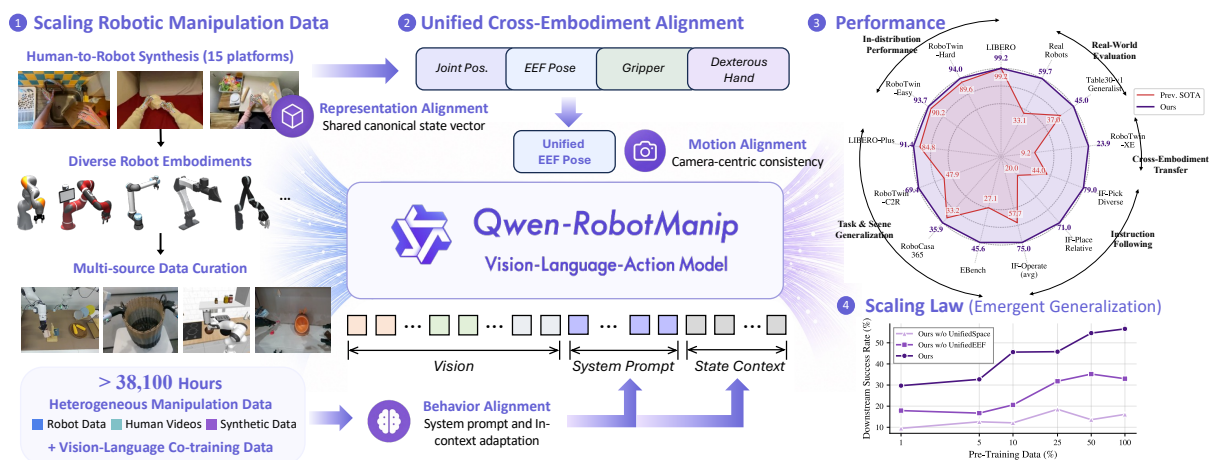 1 Scaling Robotic Manipulation Data
Human-to-Robot Synthesis (15 platforms)
Diverse Robot Embodiments
...
Multi-source Data Curation
> 38,100 Hours
Heterogeneous Manipulation Data
Robot Data Human Videos Synthetic Data
+ Vision-Language Co-training Data
2 Unified Cross-Embodiment Alignment
Joint Pos. EEF Pose Gripper Dexterous
Hand
Representation Alignment
Shared canonical state vector
Unified
EEF Pose
Motion Alignment
Camera-centric consistency
Qwen-RobotManip
Vision-Language-Action Model
... ... ... ...
Vision System Prompt State Context
Behavior Alignment
System prompt and In-
context adaptation
3 Performance
In-distribution
Performance
Real-World
Evaluation
Cross-Embodiment
Transfer
Instruction
Following
Task & Scene
Generalization
Prev. SOTA
Ours
LIBERO
99.2
99.2
Real
Robots
59.7
33.1
Table30-v1
Generalist
45.0
37.0
RoboTwin
-XE
23.9
9.2
IF-Pick
Diverse
79.0
44.0
IF-Place
Relative
71.0
20.0
IF-Operate
(avg)
75.0
57.7
EBench
45.6
27.1
RoboCasa
365
35.9
33.2
RoboTwin
-C2R
69.4
47.9
LIBERO-Plus
91.4
84.8
RoboTwin
-Easy
93.7
90.2
RoboTwin
-Hard
94.0
89.6
4 Scaling Law (Emergent Generalization)
Downstream Success Rate (%)
50
40
30
20
10
Ours w/o UnifiedSpace
Ours w/o UnifiedEEF
Ours
1 5 10 25 50 100
Pre-Training Data (%)